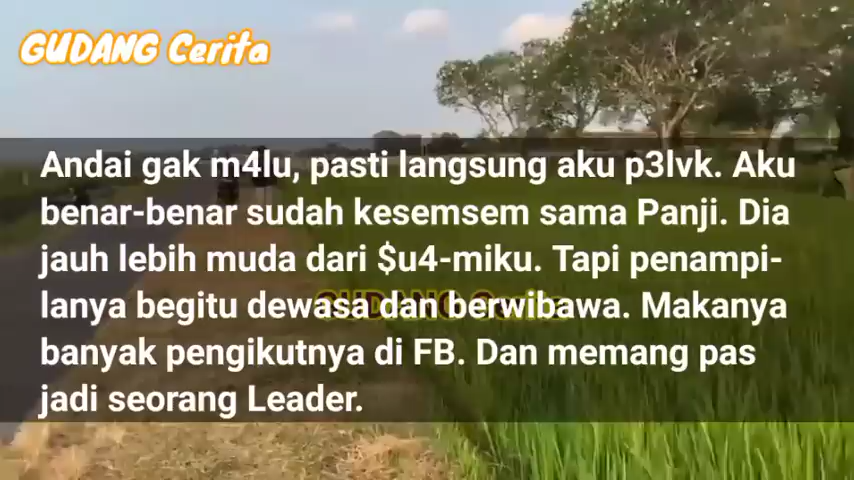 GUDANG Cerita
Andai gak m4lu, pasti langsung aku p3lvk. Aku
benar-benar sudah kesemsem sama Panji. Dia
jauh lebih muda dari $u4-miku. Tapi penampi-
lanya begitu dewasa dan berwibawa. Makanya
banyak pengikutnya di FB. Dan memang pas
jadi seorang Leader.
GUDANG Cerita